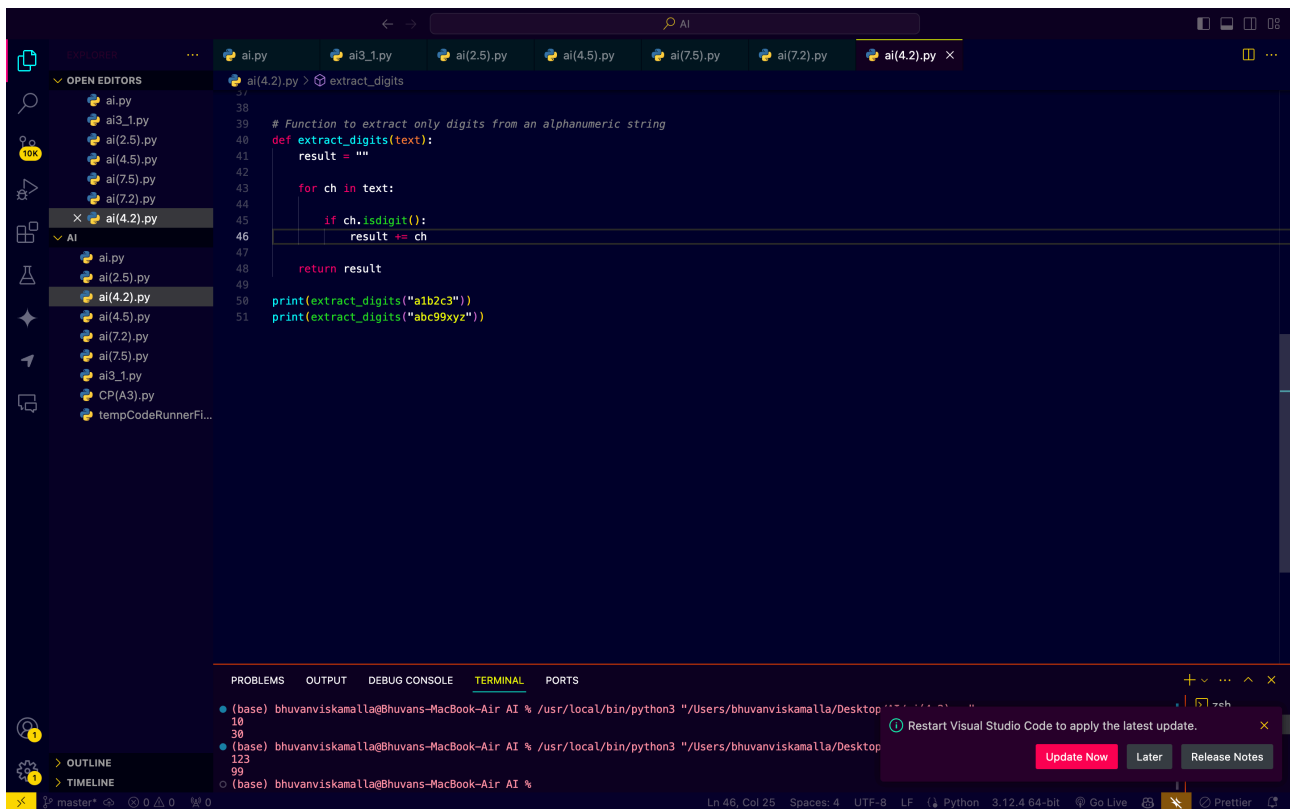 AI
EXPLORER
OPEN EDITORS
ai.py
ai3_1.py
ai(2.5).py
ai(4.5).py
ai(7.5).py
ai(7.2).py
ai(4.2).py
AI
ai.py
ai(2.5).py
ai(4.2).py
ai(4.5).py
ai(7.2).py
ai(7.5).py
ai3_1.py
CP(A3).py
tempCodeRunnerFi...
OUTLINE
TIMELINE
10K
1
1
ai.py ai3_1.py ai(2.5).py ai(4.5).py ai(7.5).py ai(7.2).py ai(4.2).py
ai(4.2).py > extract_digits
37
38
39 # Function to extract only digits from an alphanumeric string
40 def extract_digits(text):
41 result = ""
42
43 for ch in text:
44
45 if ch.isdigit():
46 result += ch
47
48 return result
49
50 print(extract_digits("a1b2c3"))
51 print(extract_digits("abc99xyz"))
PROBLEMS OUTPUT DEBUG CONSOLE TERMINAL PORTS
(base) bhuvanviskamalla@Bhuvans-MacBook-Air AI % /usr/local/bin/python3 "/Users/bhuvanviskamalla/Desktop/AI/ai(4.2).py"
10
30
(base) bhuvanviskamalla@Bhuvans-MacBook-Air AI % /usr/local/bin/python3 "/Users/bhuvanviskamalla/Desktop
123
99
(base) bhuvanviskamalla@Bhuvans-MacBook-Air AI %
zsh
Restart Visual Studio Code to apply the latest update.
Update Now Later Release Notes
master* 0 0 0 Ln 46, Col 25 Spaces: 4 UTF-8 LF Python 3.12.4 64-bit Go Live Prettier